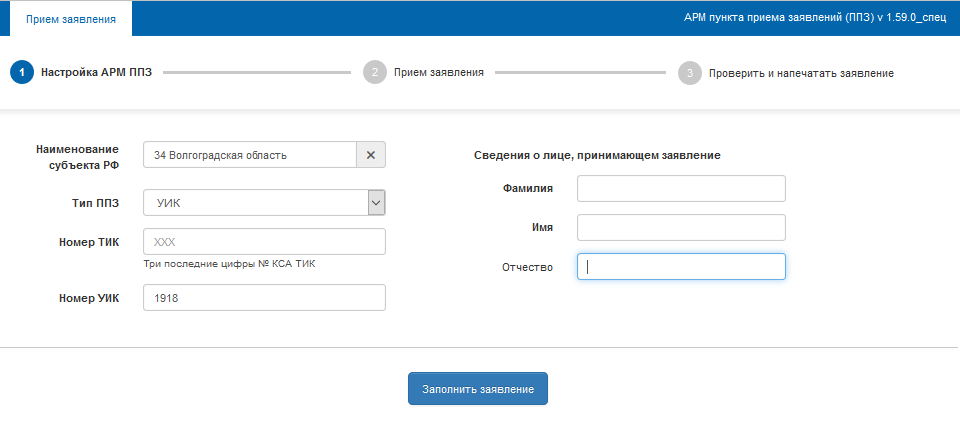 Прием заявления
АРМ пункта приема заявлений (ППЗ) v 1.59.0_спец
1 Настройка АРМ ППЗ
2 Прием заявления
3 Проверить и напечатать заявление
Наименование
субъекта РФ
34 Волгоградская область
Тип ППЗ
УИК
Номер ТИК
XXX
Три последние цифры № КСА ТИК
Номер УИК
1918
Сведения о лице, принимающем заявление
Фамилия
Имя
Отчество
Заполнить заявление